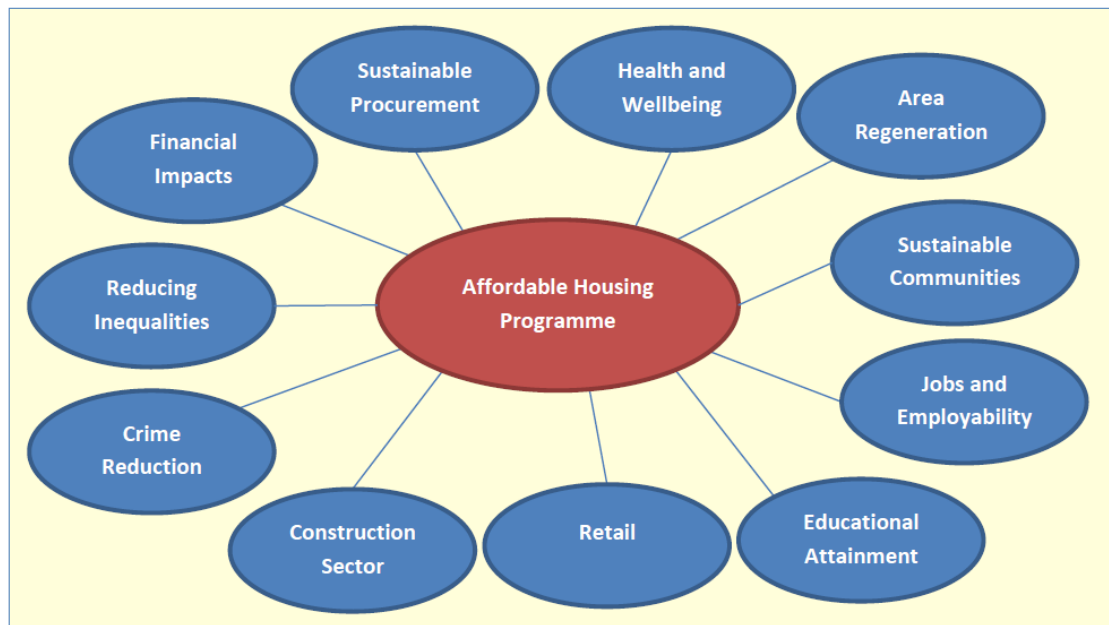 Sustainable
Procurement
Health and
Wellbeing
Area
Regeneration
Financial
Impacts
Sustainable
Communities
Reducing
Inequalities
Affordable Housing
Programme
Jobs and
Employability
Crime
Reduction
Construction
Sector
Retail
Educational
Attainment